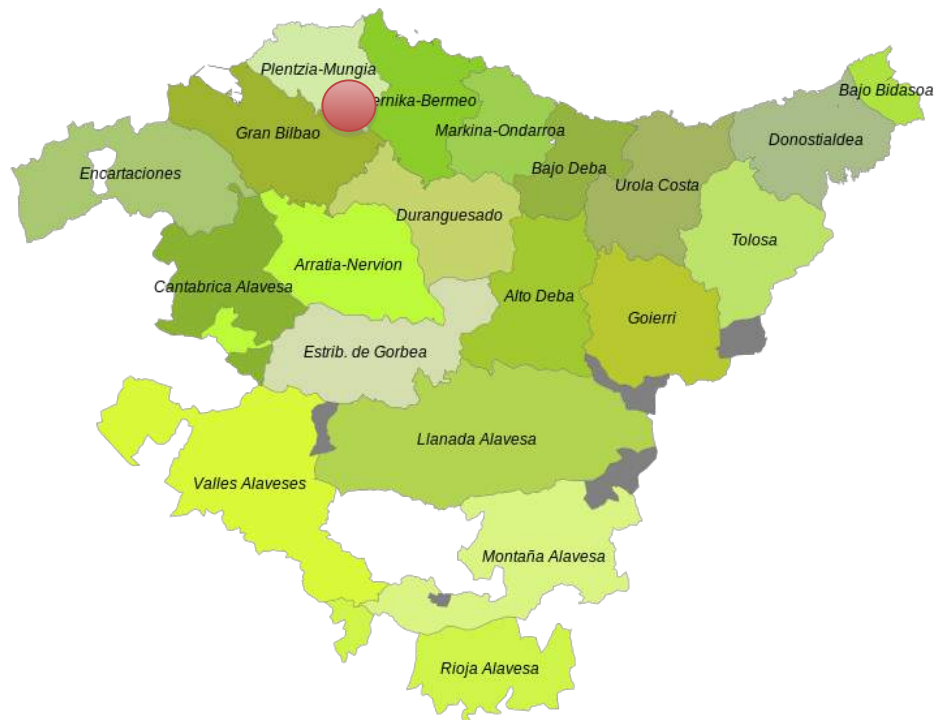 Plentzia-Mungia
Bajo Bidasoa
ernika-Bermeo
Gran Bilbao
Markina-Ondarroa
Donostialdea
Encartaciones
Bajo Deba
Urola Costa
Duranguesado
Tolosa
Arratia-Nervion
Cantabrica Alavesa
Alto Deba
Goierri
Estrib. de Gorbea
Llanada Alavesa
Valles Alaveses
Montaña Alavesa
Rioja Alavesa